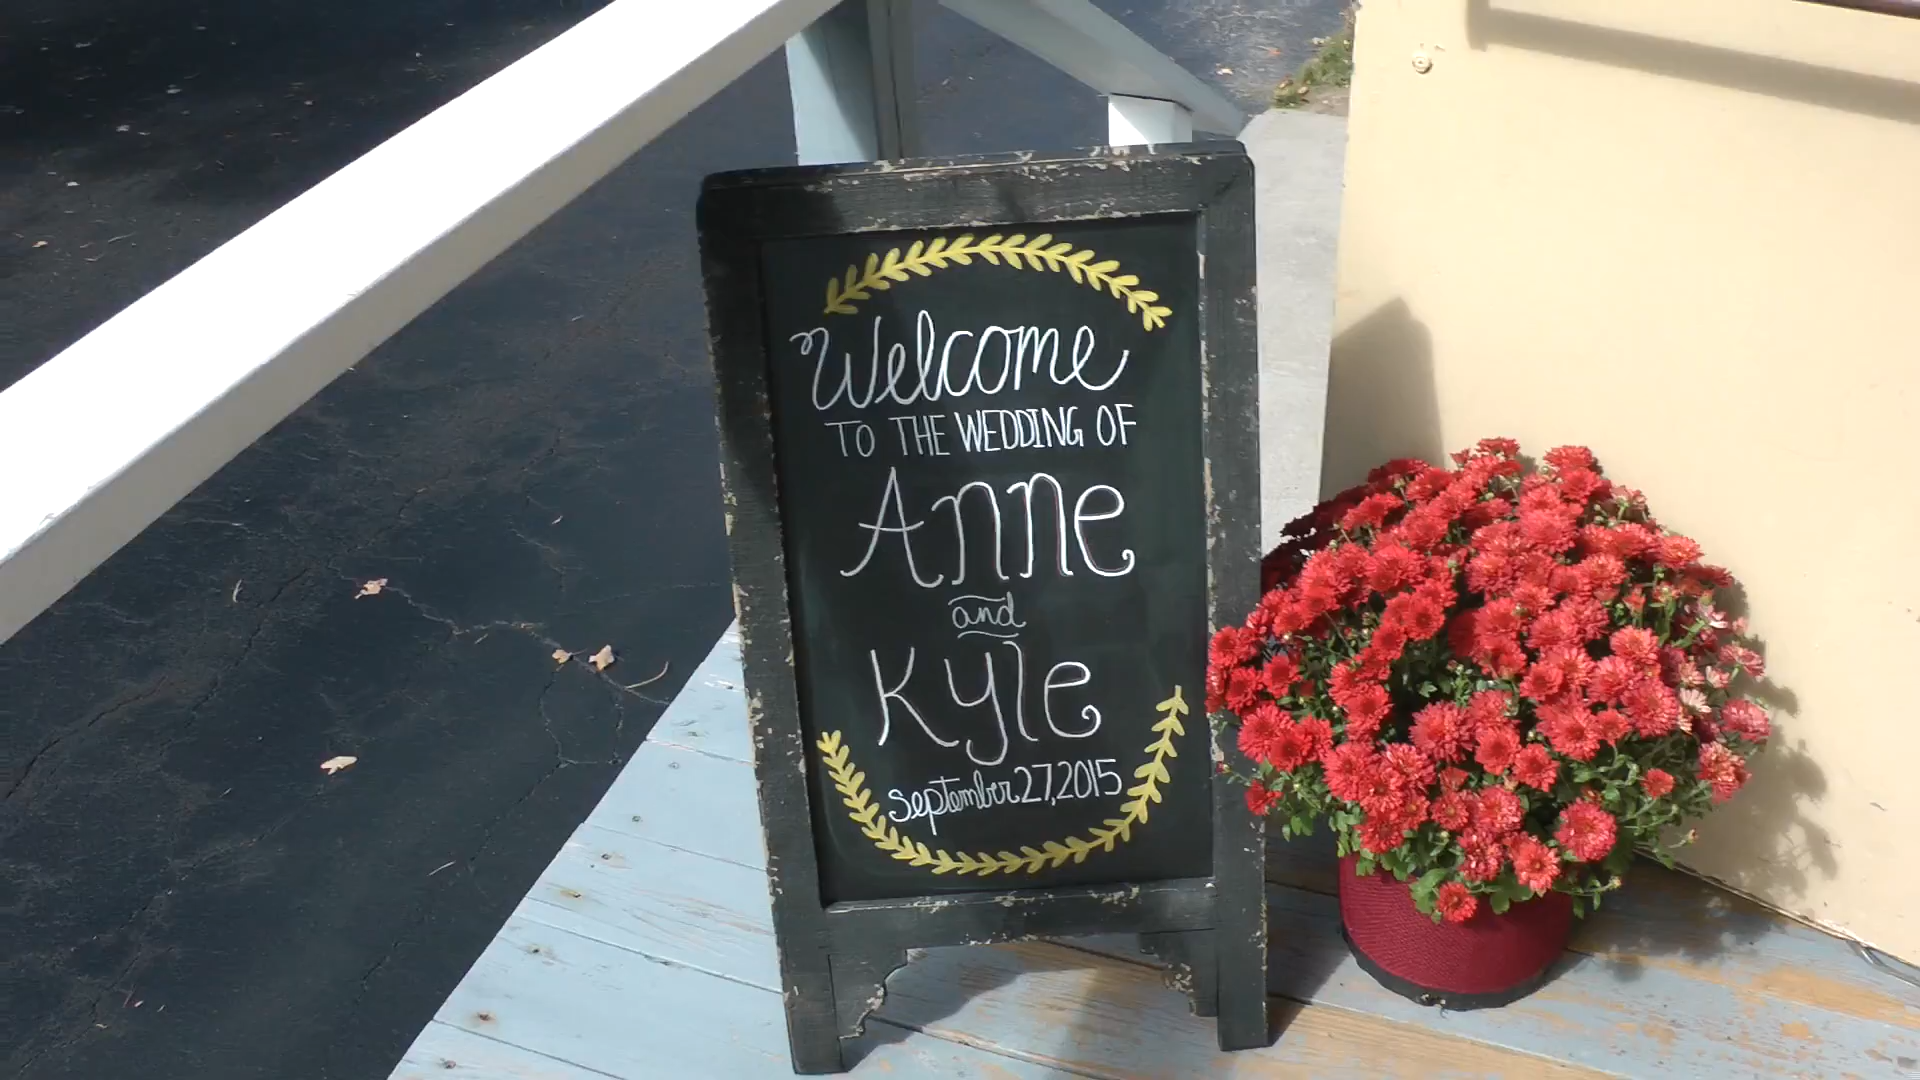 Welcome
TO THE WEDDING OF
Anne
and
Kyle
september 27, 2015